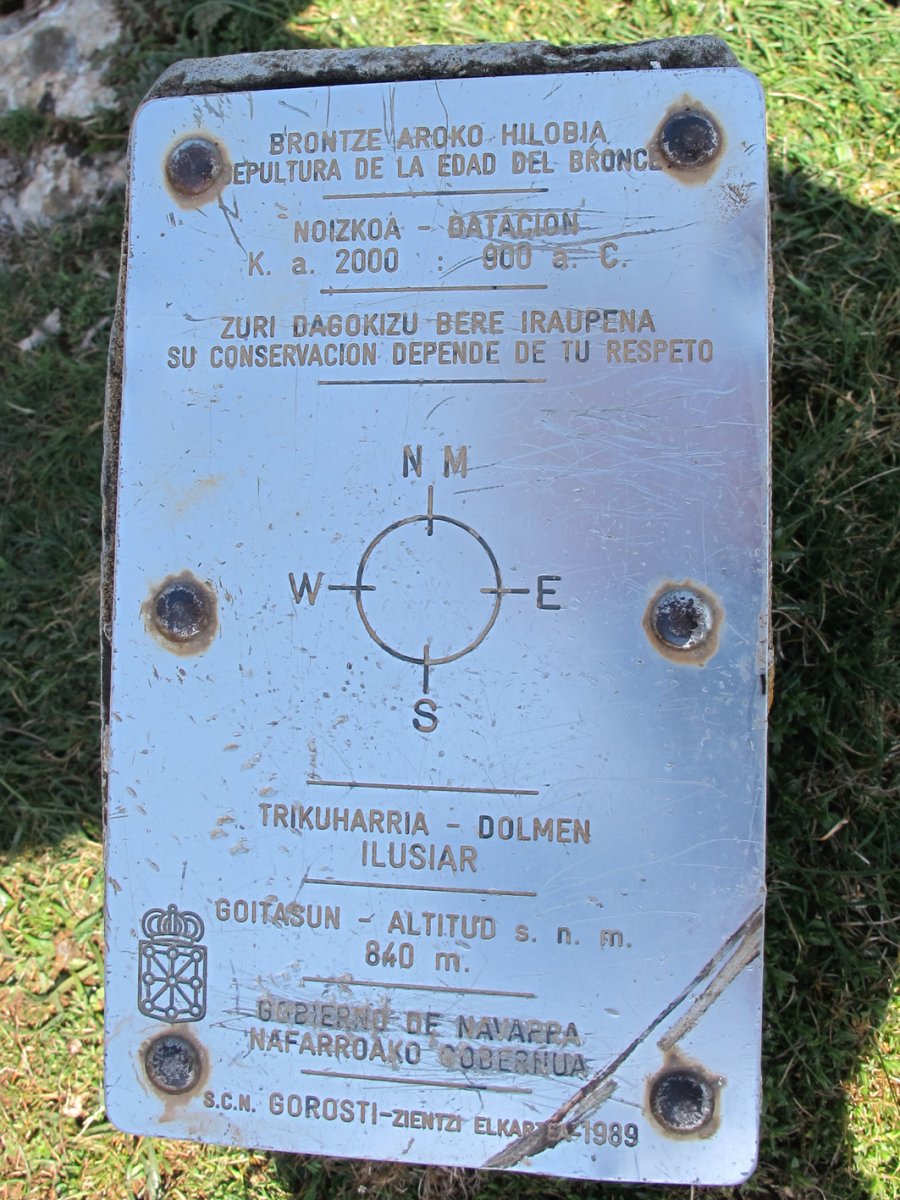 BRONTZE AROKO HILOBIA
SEPULTURA DE LA EDAD DEL BRONCE
NOIZKOA - DATACION
K. a. 2000 : 900 a. C.
ZURI DAGOKIZU BERE IRAUPENA
SU CONSERVACION DEPENDE DE TU RESPETO
N M
W E
S
TRIKUHARRIA - DOLMEN
ILUSIAR
GOITASUN - ALTITUD s. n. m.
840 m.
GOBIERNO DE NAVARRA
NAFARROAKO GOBERNUA
S.C.N. GOROSTI-ZIENTZI ELKARTEA-1989